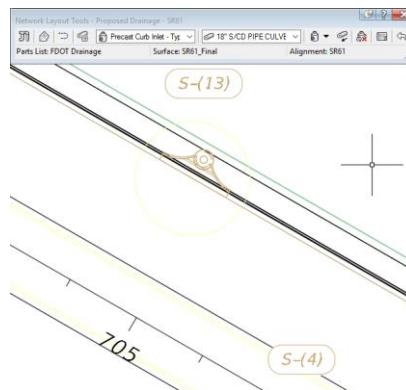 Network Layout Tools - Proposed Drainage - SR61
Precast Curb Inlet - Typ
18" S/CD PIPE CULVE
Parts List: FDOT Drainage
Surface: SR61_Final
Alignment: SR61
S-(13)
705
S-(4)